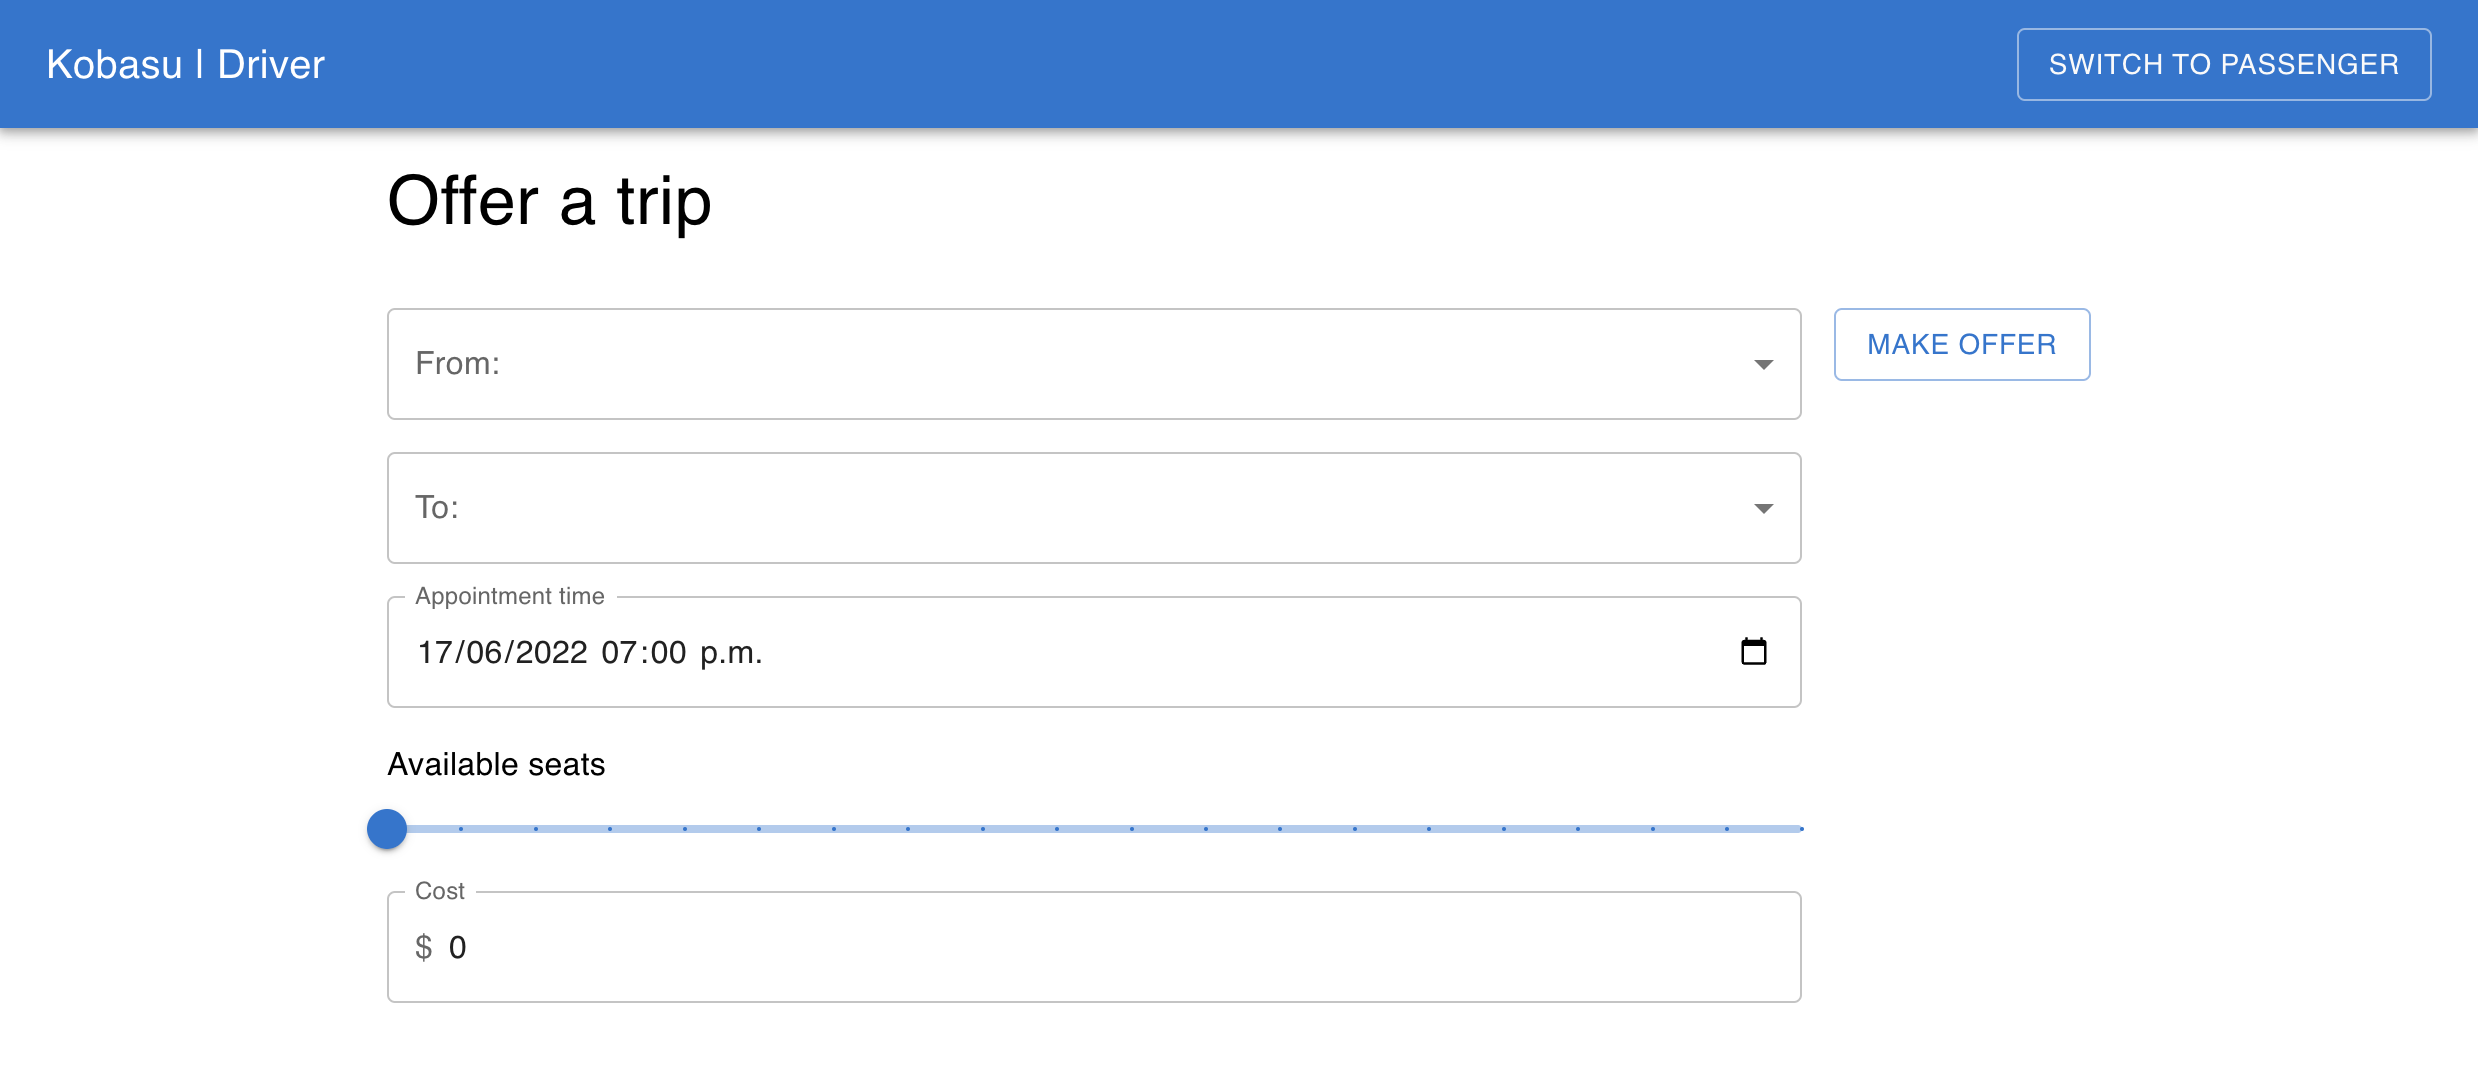 Kobasu | Driver
SWITCH TO PASSENGER
Offer a trip
From:
MAKE OFFER
To:
Appointment time
17/06/2022 07:00 p.m.
Available seats
Cost
$ 0